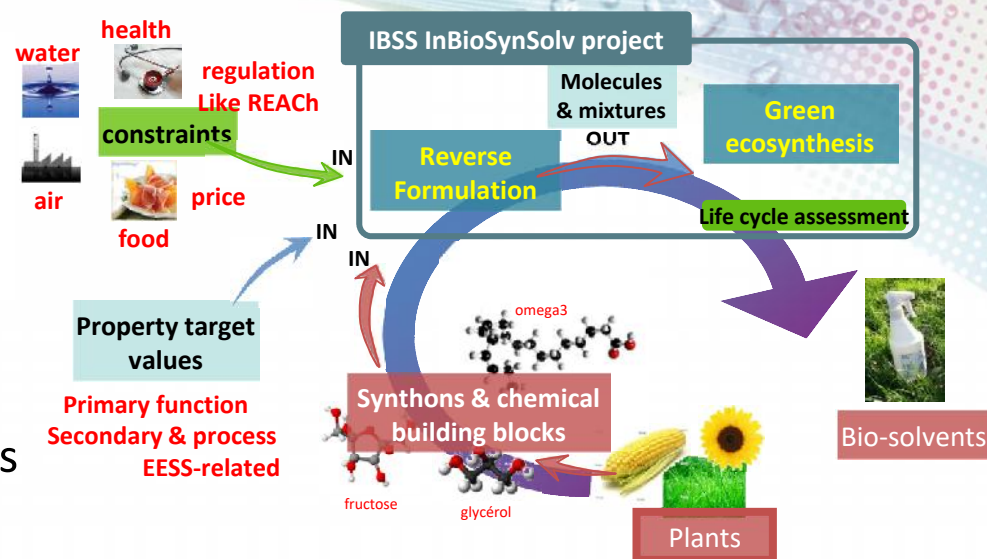 health
water
regulation
Like REACh
constraints
air
price
food
IBSS InBioSynSolv project
Molecules
& mixtures
OUT
Green
ecosynthesis
IN
Reverse
Formulation
Life cycle assessment
IN
IN
Property target
values
Primary function
Secondary & process
EESS-related
s
omega3
Synthons & chemical
building blocks
fructose
glycérol
Plants
Bio-solvents